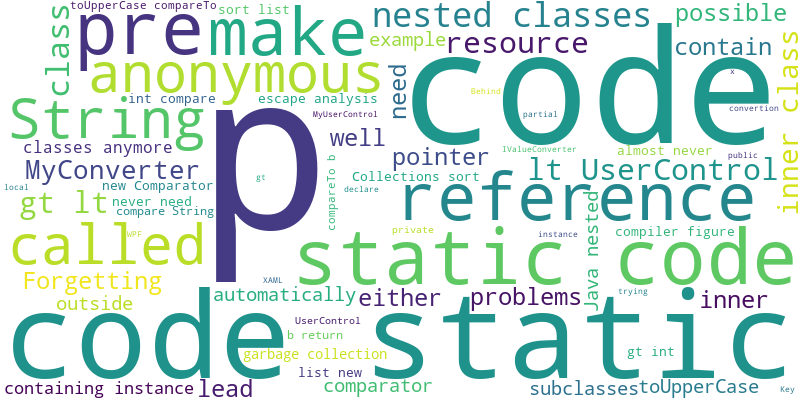 toUpperCase compareTo
sort list
class
pre
make
nested classes
possible
example
resource
contain
anonymous
need
code
inner class
int compare
escape analysis
Behind
x
String
MyUserControl
partial
convertion
classes anymore
p
well
IValueConverter
almost never
public
MyConverter
pointer
lt UserControl
local
new Comparator
gt
compareTo b
Collections sort
declare
reference
gt lt
never need
compare String
called
WPF
static code
private
instance
compiler figure
code
Java nested
Forgetting
XAML
automatically
either
problems
trying
inner
outside
code static
UserControl
b return
garbage collection
gt int
list new
containing instance
lead
comparator
subclasses
toUpperCase
Key